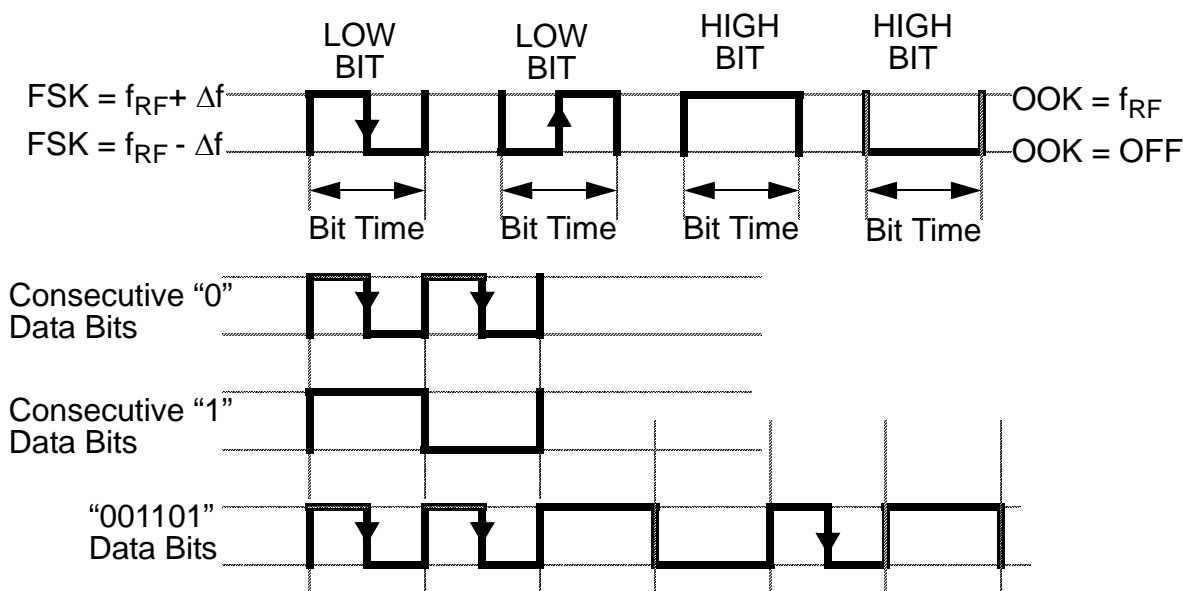 LOW
BIT
LOW
BIT
HIGH
BIT
HIGH
BIT
FSK = fRF+ Δf
OOK = fRF
FSK = fRF - Δf
OOK = OFF
Bit Time
Bit Time
Bit Time
Bit Time
Consecutive “0”
Data Bits
Consecutive “1”
Data Bits
“001101”
Data Bits